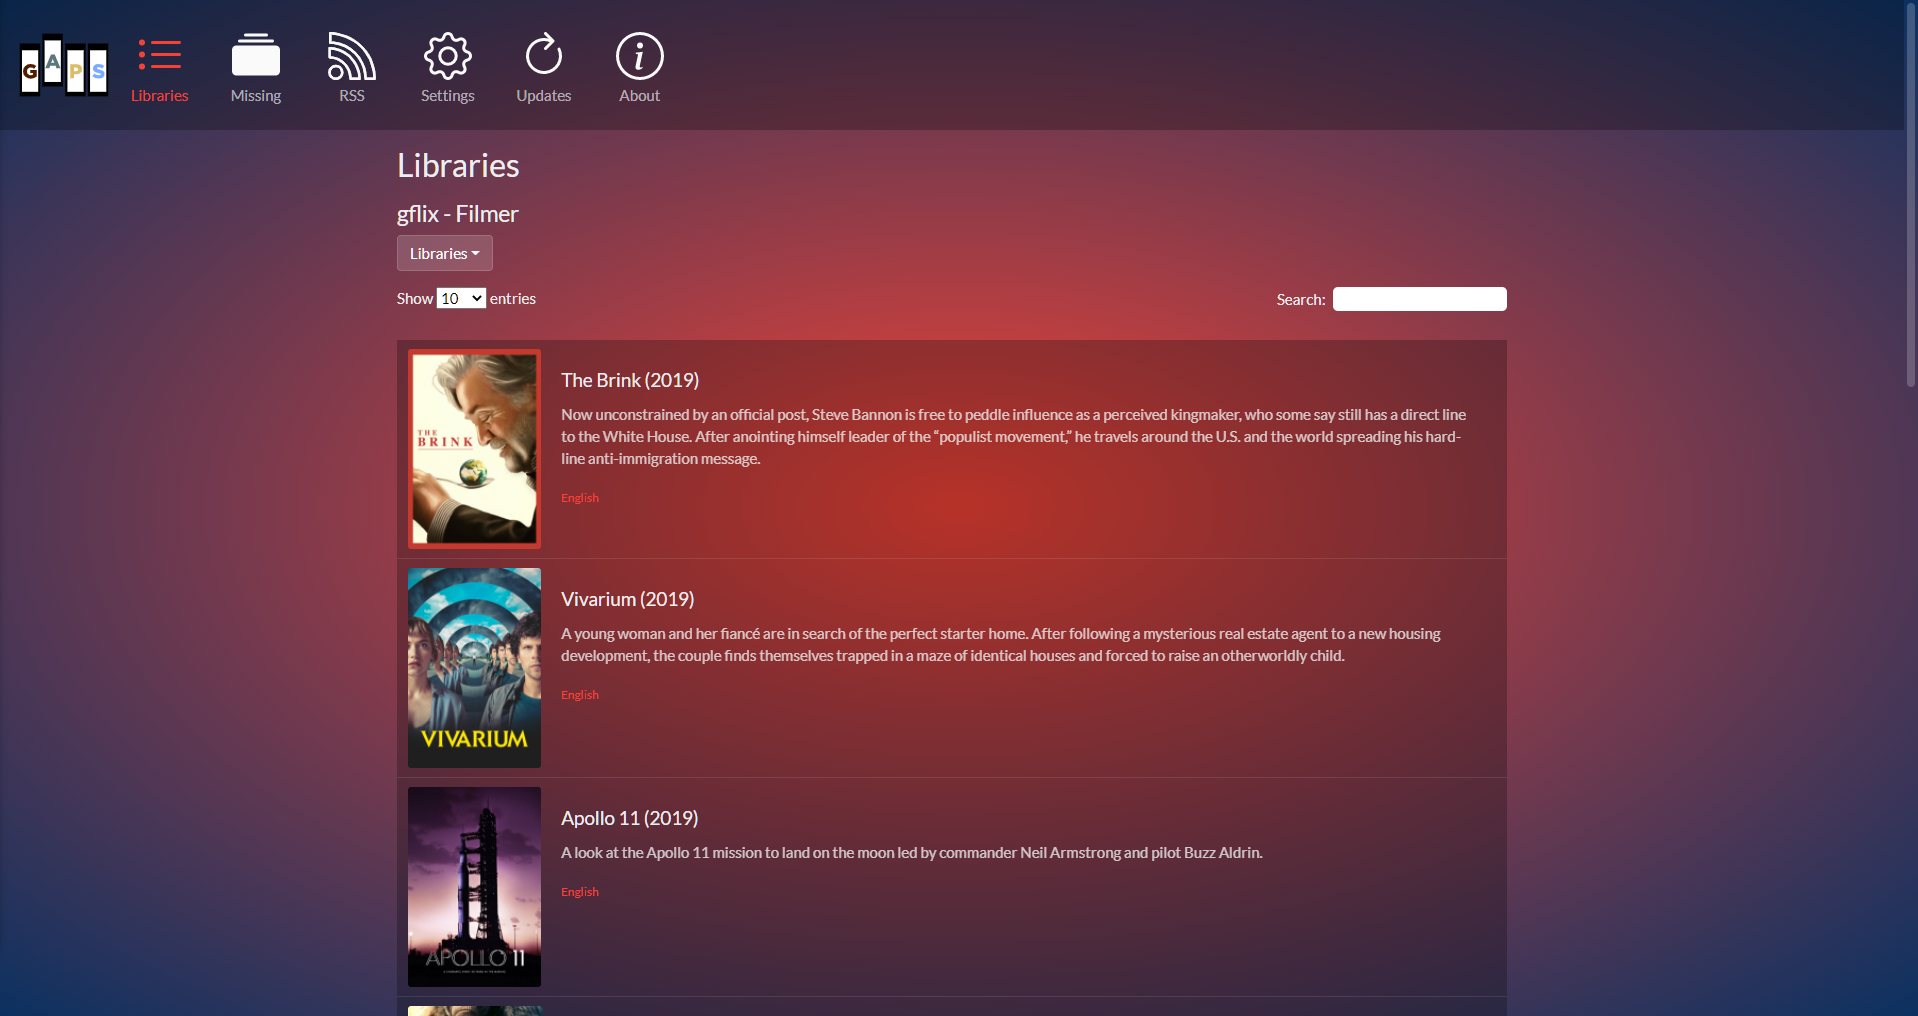 GAPS
Libraries
Missing
RSS
Settings
Updates
About
Libraries
gflix - Filmer
Libraries
Show 10 entries
Search:
THE
BRINK
The Brink (2019)
Now unconstrained by an official post, Steve Bannon is free to peddle influence as a perceived kingmaker, who some say still has a direct line
to the White House. After anointing himself leader of the “populist movement,” he travels around the U.S. and the world spreading his hard-
line anti-immigration message.
English
VIVARIUM
Vivarium (2019)
A young woman and her fiancé are in search of the perfect starter home. After following a mysterious real estate agent to a new housing
development, the couple finds themselves trapped in a maze of identical houses and forced to raise an otherworldly child.
English
APOLLO 11
Apollo 11 (2019)
A look at the Apollo 11 mission to land on the moon led by commander Neil Armstrong and pilot Buzz Aldrin.
English